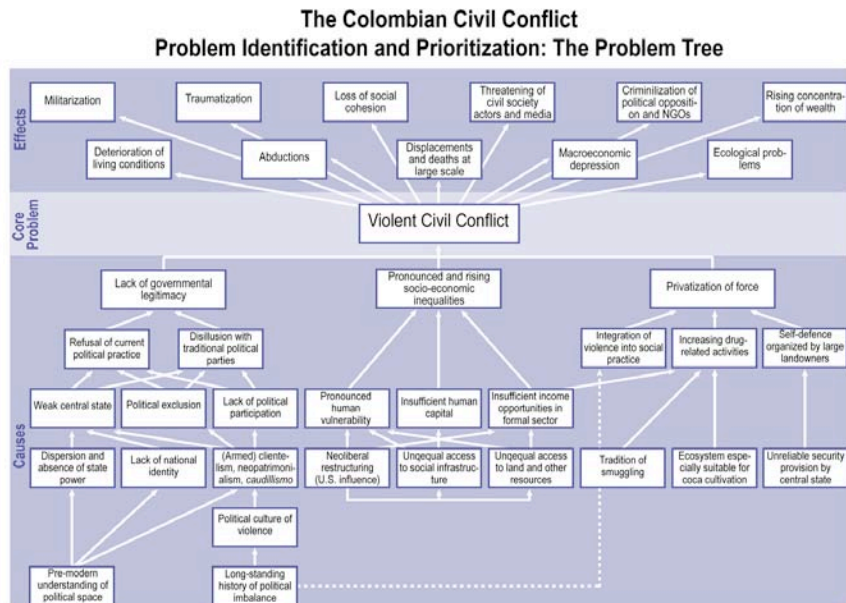 The Colombian Civil Conflict
Problem Identification and Prioritization: The Problem Tree
Effects
Militarization
Traumatization
Loss of social
cohesion
Threatening of
civil society
actors and media
Criminilization of
political oppositi-
on and NGOs
Rising concentra-
tion of wealth
Deterioration of
living conditions
Abductions
Displacements
and deaths at
large scale
Macroeconomic
depression
Ecological prob-
lems
Core
Problem
Violent Civil Conflict
Causes
Lack of governmental
legitimacy
Pronounced and rising
socio-economic
inequalities
Privatization of force
Refusal of current
political practice
Disillusion with
traditional political
parties
Integration of
violence into social
practice
Increasing drug-
related activities
Self-defence
organized by large
landowners
Weak central state
Political exclusion
Lack of political
participation
Pronounced
human
vulnerability
Insufficient human
capital
Insufficient income
opportunities in
formal sector
Dispersion and
absence of state
power
Lack of national
identity
(Armed) cliente-
lism, neopatrimoni-
alism, caudillismo
Neoliberal
restructuring
(U.S. influence)
Unqequal access
to social infrastruc-
ture
Unqequal access
to land and other
resources
Tradition of
smuggling
Ecosystem espe-
cially suitable for
coca cultivation
Unreliable security
provision by
central state
Political culture of
violence
Pre-modern
understanding of
political space
Long-standing
history of political
imbalance